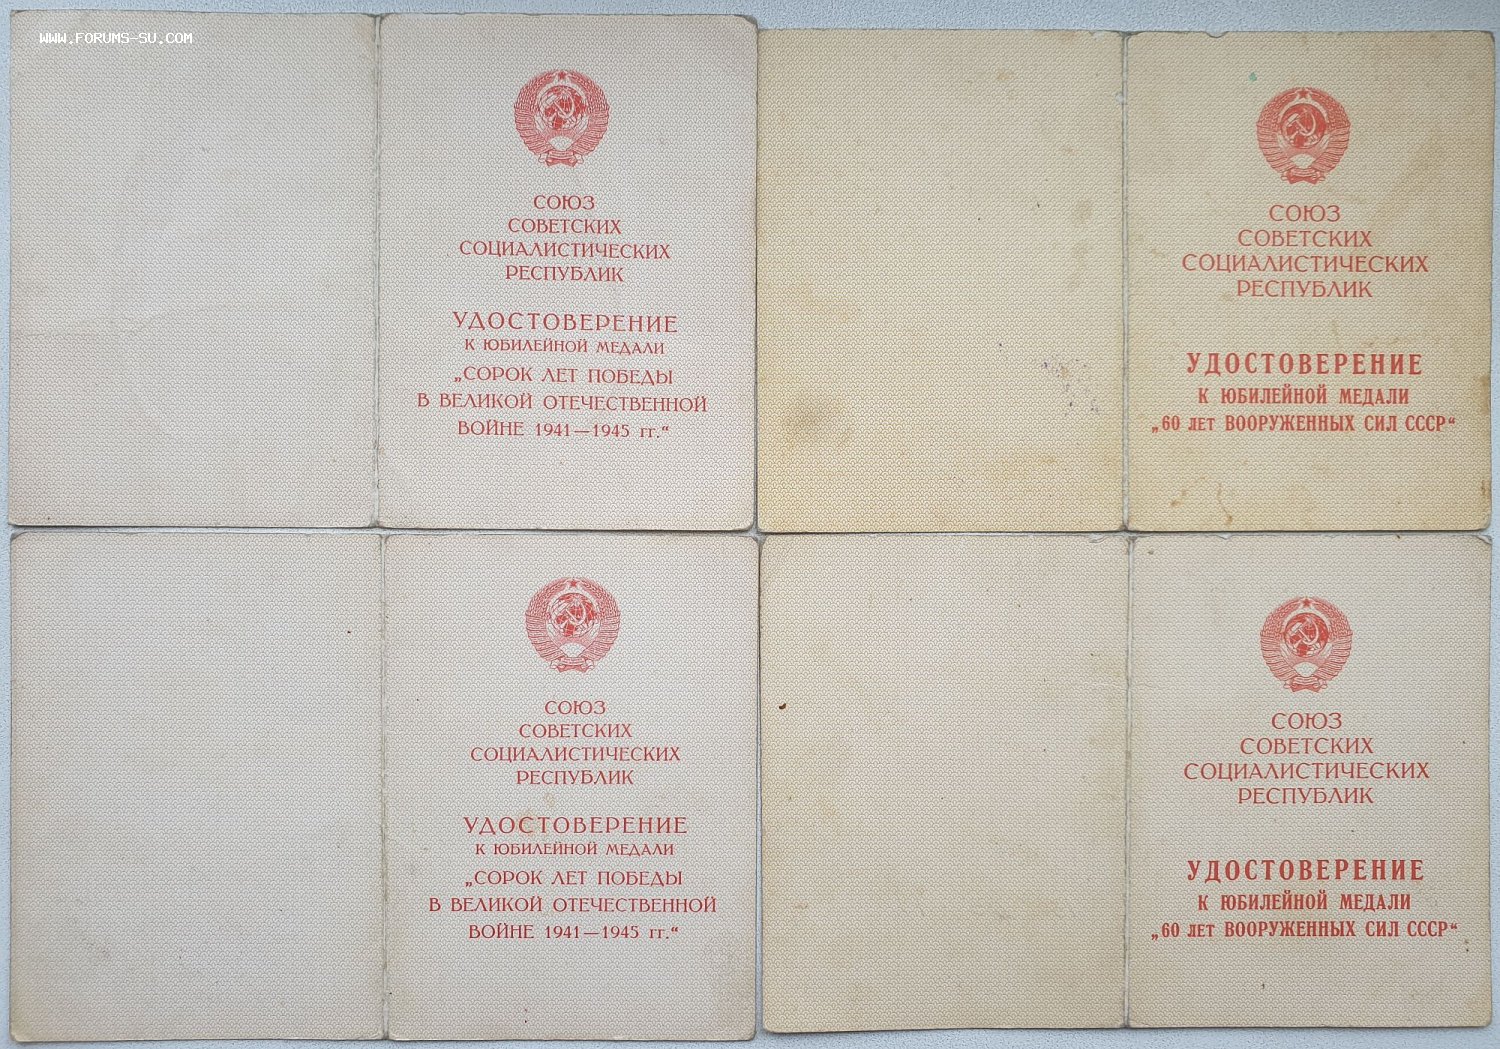 WWW.FORUMS-SU.COM
СОЮЗ
СОВЕТСКИХ
СОЦИАЛИСТИЧЕСКИХ
РЕСПУБЛИК
УДОСТОВЕРЕНИЕ
К ЮБИЛЕЙНОЙ МЕДАЛИ
„СОРОК ЛЕТ ПОБЕДЫ
В ВЕЛИКОЙ ОТЕЧЕСТВЕННОЙ
ВОЙНЕ 1941—1945 гг.“
СОЮЗ
СОВЕТСКИХ
СОЦИАЛИСТИЧЕСКИХ
РЕСПУБЛИК
УДОСТОВЕРЕНИЕ
К ЮБИЛЕЙНОЙ МЕДАЛИ
„60 лет ВООРУЖЕННЫХ СИЛ СССР“
СОЮЗ
СОВЕТСКИХ
СОЦИАЛИСТИЧЕСКИХ
РЕСПУБЛИК
УДОСТОВЕРЕНИЕ
К ЮБИЛЕЙНОЙ МЕДАЛИ
„СОРОК ЛЕТ ПОБЕДЫ
В ВЕЛИКОЙ ОТЕЧЕСТВЕННОЙ
ВОЙНЕ 1941—1945 гг.“
СОЮЗ
СОВЕТСКИХ
СОЦИАЛИСТИЧЕСКИХ
РЕСПУБЛИК
УДОСТОВЕРЕНИЕ
К ЮБИЛЕЙНОЙ МЕДАЛИ
„60 лет ВООРУЖЕННЫХ СИЛ СССР“